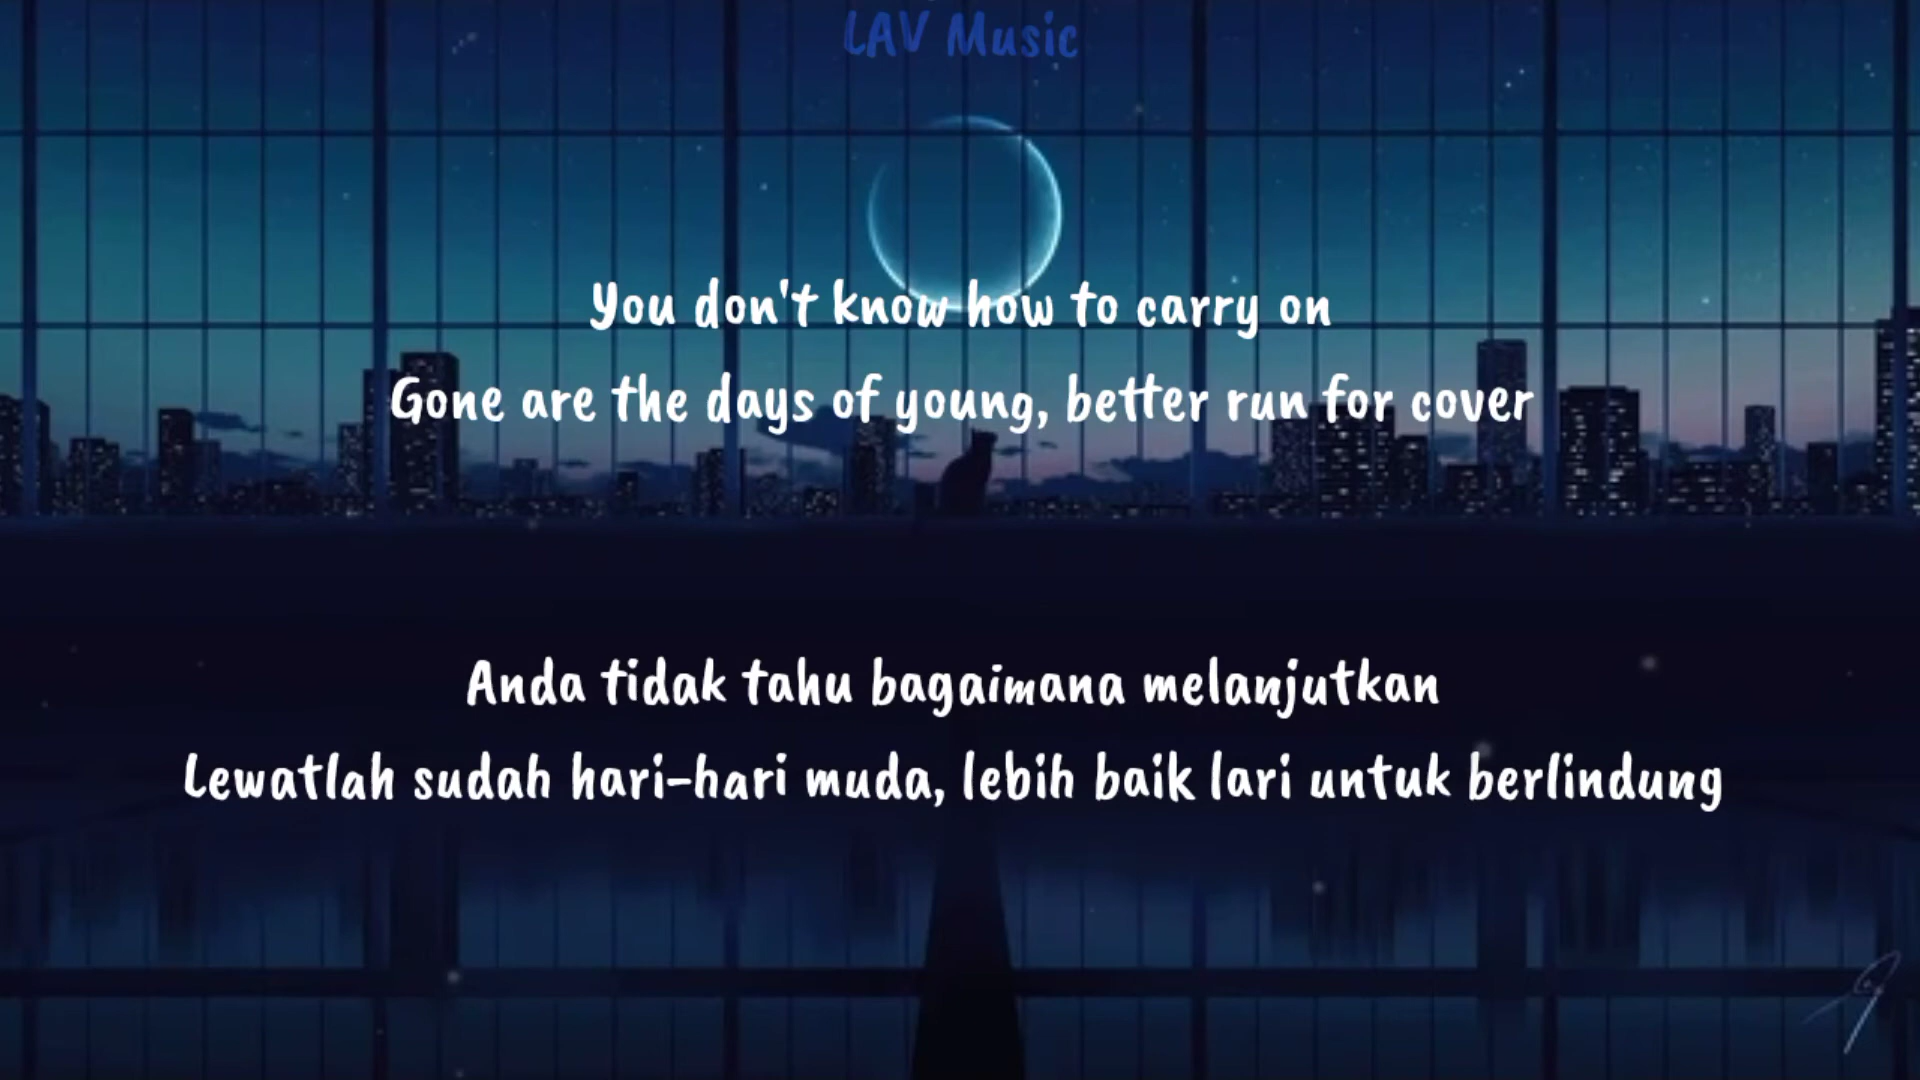 LAV Music
You don't know how to carry on
Gone are the days of young, better run for cover
Anda tidak tahu bagaimana melanjutkan
Lewatlah sudah hari-hari muda, lebih baik lari untuk berlindung